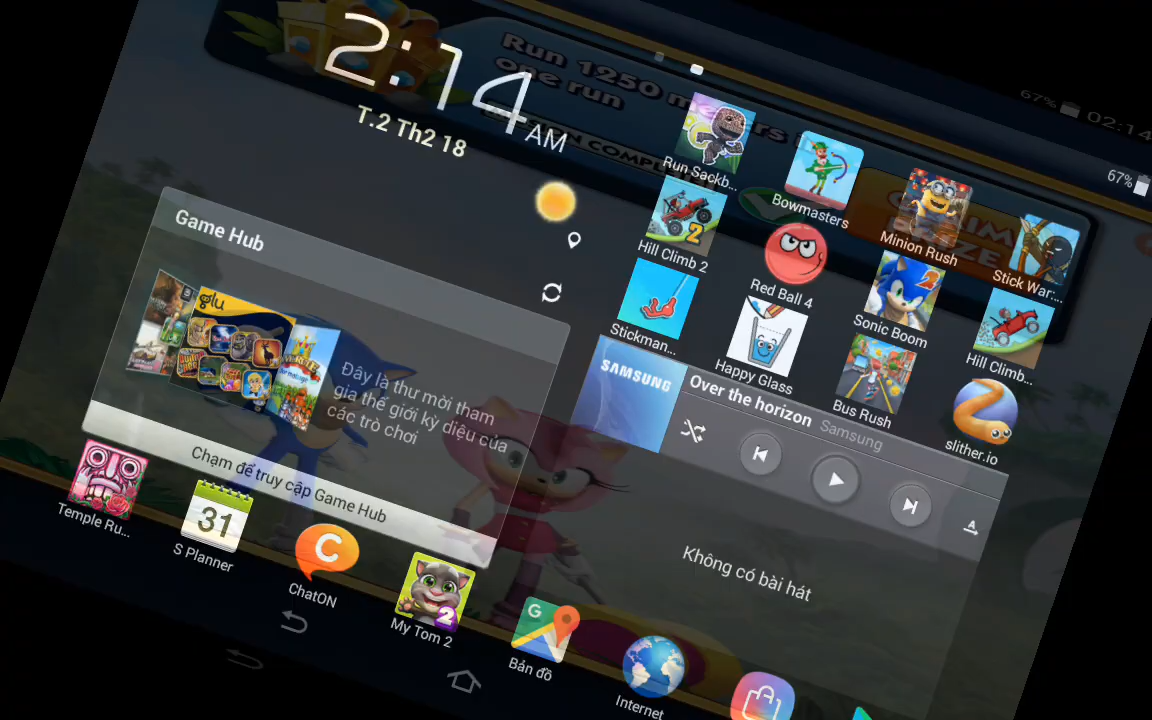 Run 1250 meters
one run
67%
02:14
67%
2:14 AM
T.2 Th2 18
Game Hub
glu
Đây là thư mời tham
gia thế giới kỳ diệu của
các trò chơi
Chạm để truy cập Game Hub
Run Sackb...
Bowmasters
Minion Rush
Stick War...
2
Hill Climb 2
Red Ball 4
2
Sonic Boom
Hill Climb...
Stickman...
Happy Glass
Bus Rush
slither.io
SAMSUNG
Over the horizon Samsung
A
Không có bài hát
Temple Ru...
31
S Planner
C
ChatON
2
My Tom 2
G
Bản đồ
Internet